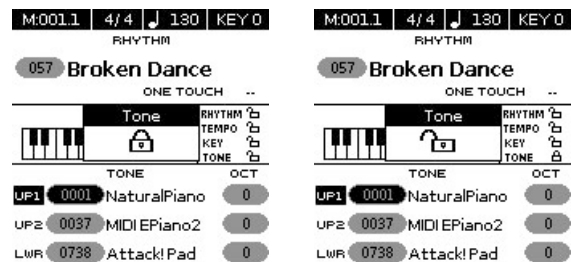 M:001.1 4/4 130 KEY 0
RHYTHM
057 Broken Dance
ONE TOUCH --
Tone
RHYTHM
TEMPO
KEY
TONE
TONE OCT
UP1 0001 NaturalPiano 0
UP2 0037 MIDI EPiano2 0
LWR 0738 Attack! Pad 0
M:001.1 4/4 130 KEY 0
RHYTHM
057 Broken Dance
ONE TOUCH --
Tone
RHYTHM
TEMPO
KEY
TONE
TONE OCT
UP1 0001 NaturalPiano 0
UP2 0037 MIDI EPiano2 0
LWR 0738 Attack! Pad 0